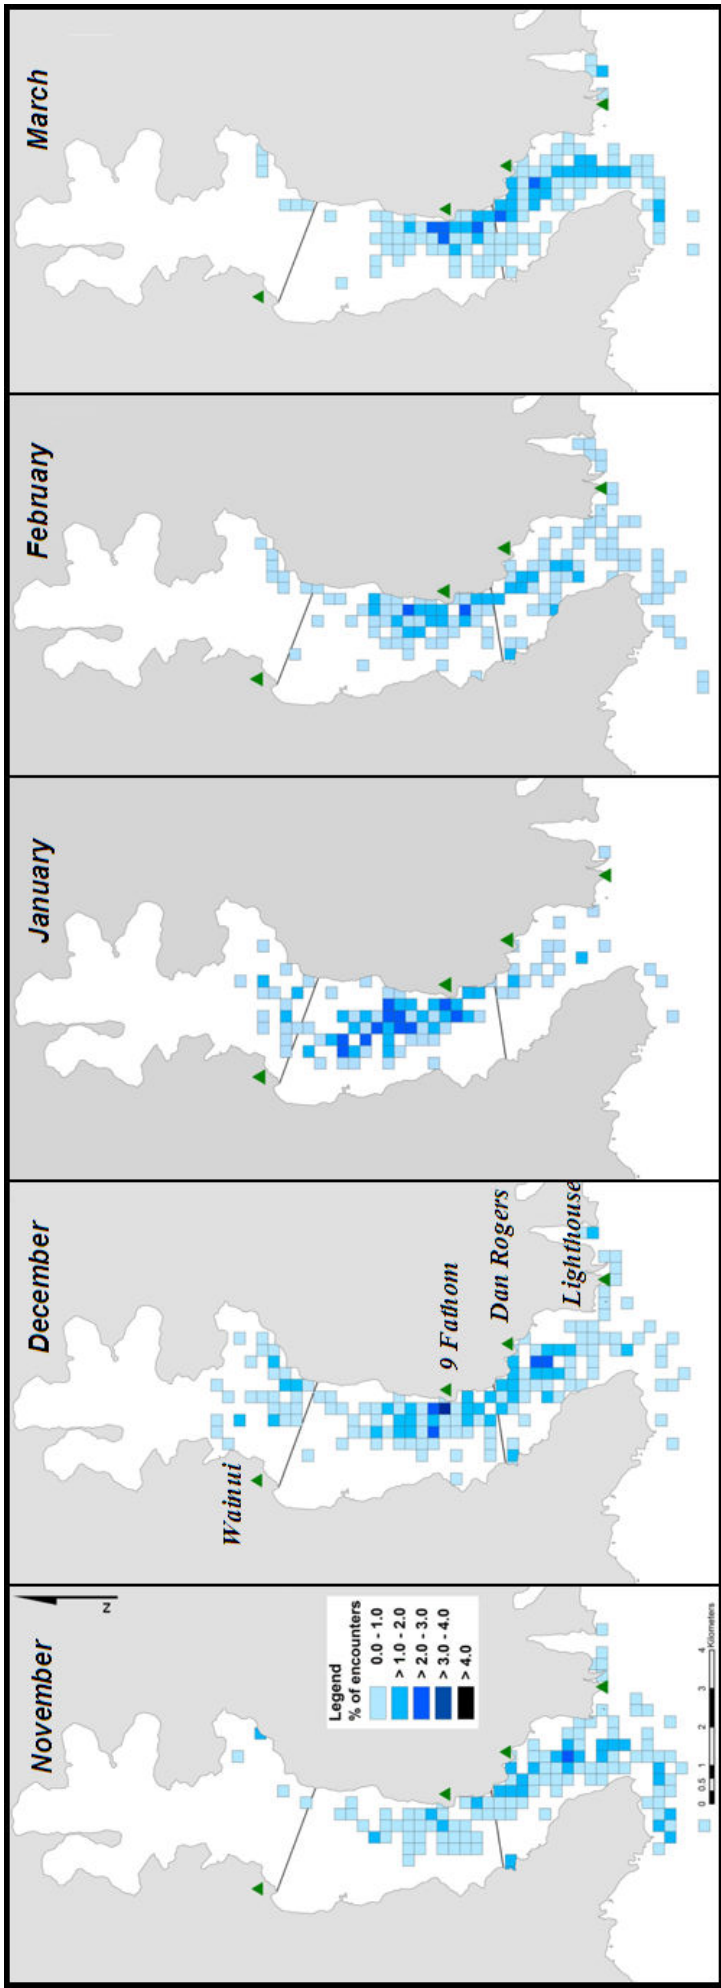 November
December
January
February
March
N
Legend
% of encounters
0.0 - 1.0
> 1.0 - 2.0
> 2.0 - 3.0
> 3.0 - 4.0
> 4.0
0 0.5 1 2 3 4
Kilometers
Wainui
9 Fathom
Dan Rogers
Lighthouse